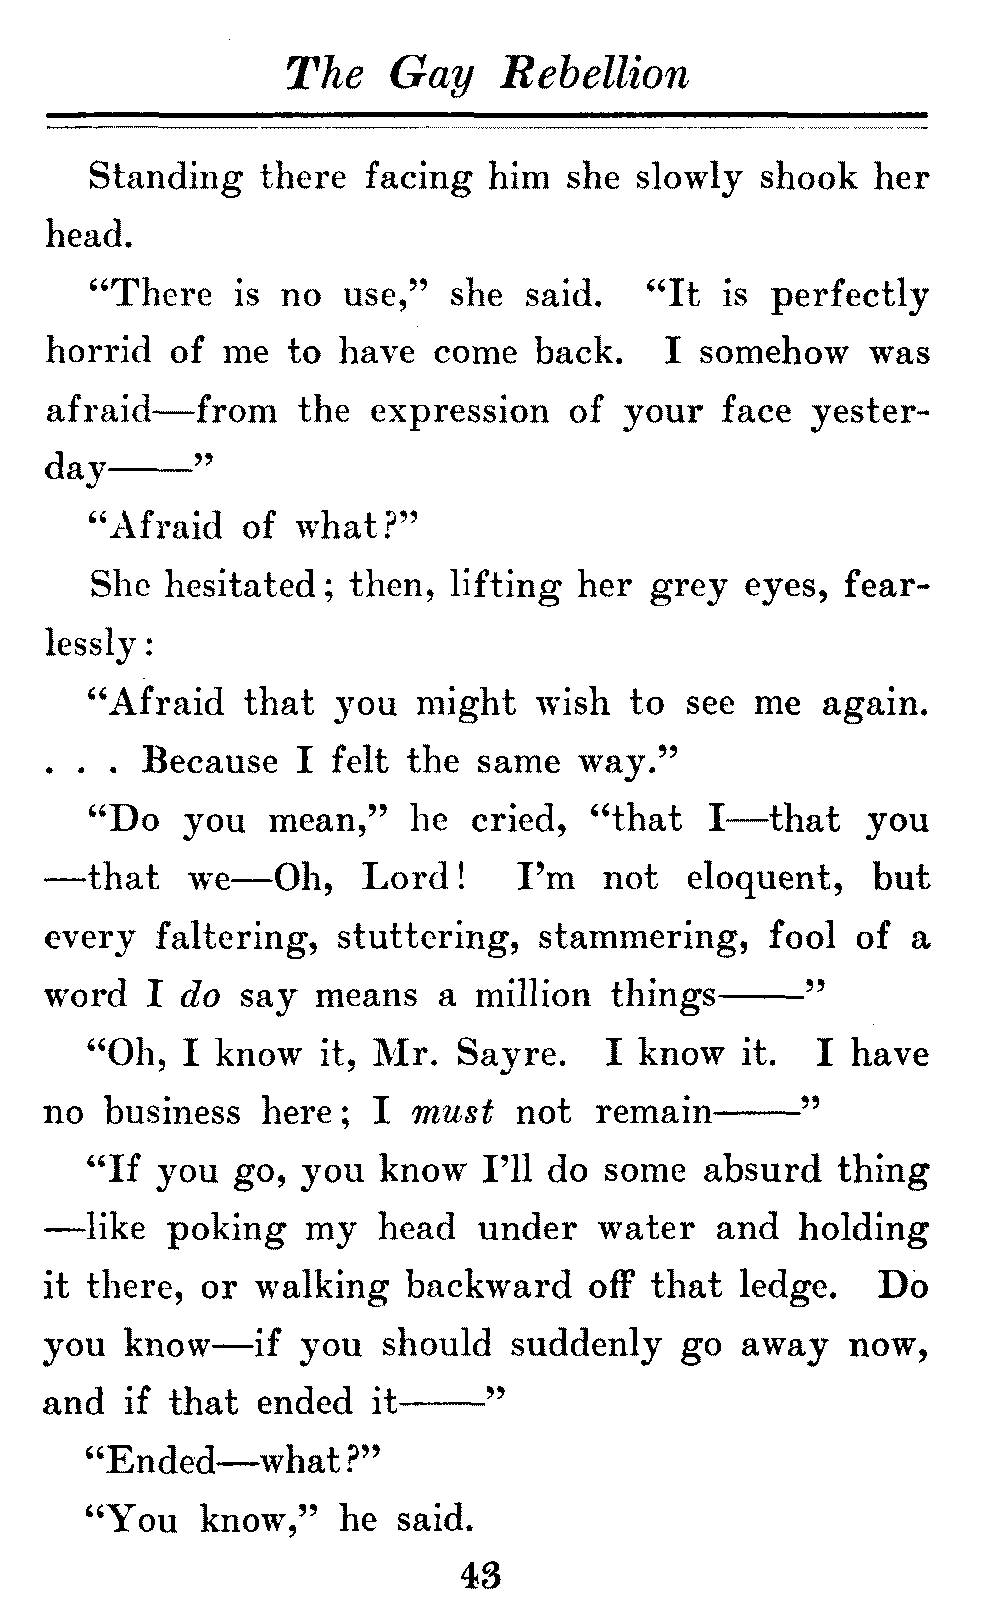 The Gay Rebellion
Standing there facing him she slowly shook her
head.
“There is no use,” she said. “It is perfectly
horrid of me to have come back. I somehow was
afraid—from the expression of your face yester-
day——”
“Afraid of what?”
She hesitated; then, lifting her grey eyes, fear-
lessly:
“Afraid that you might wish to see me again.
. . . Because I felt the same way.”
“Do you mean,” he cried, “that I—that you
—that we—Oh, Lord! I’m not eloquent, but
every faltering, stuttering, stammering, fool of a
word I do say means a million things——”
“Oh, I know it, Mr. Sayre. I know it. I have
no business here; I must not remain——”
“If you go, you know I’ll do some absurd thing
—like poking my head under water and holding
it there, or walking backward off that ledge. Do
you know—if you should suddenly go away now,
and if that ended it——”
“Ended—what?”
“You know,” he said.
43